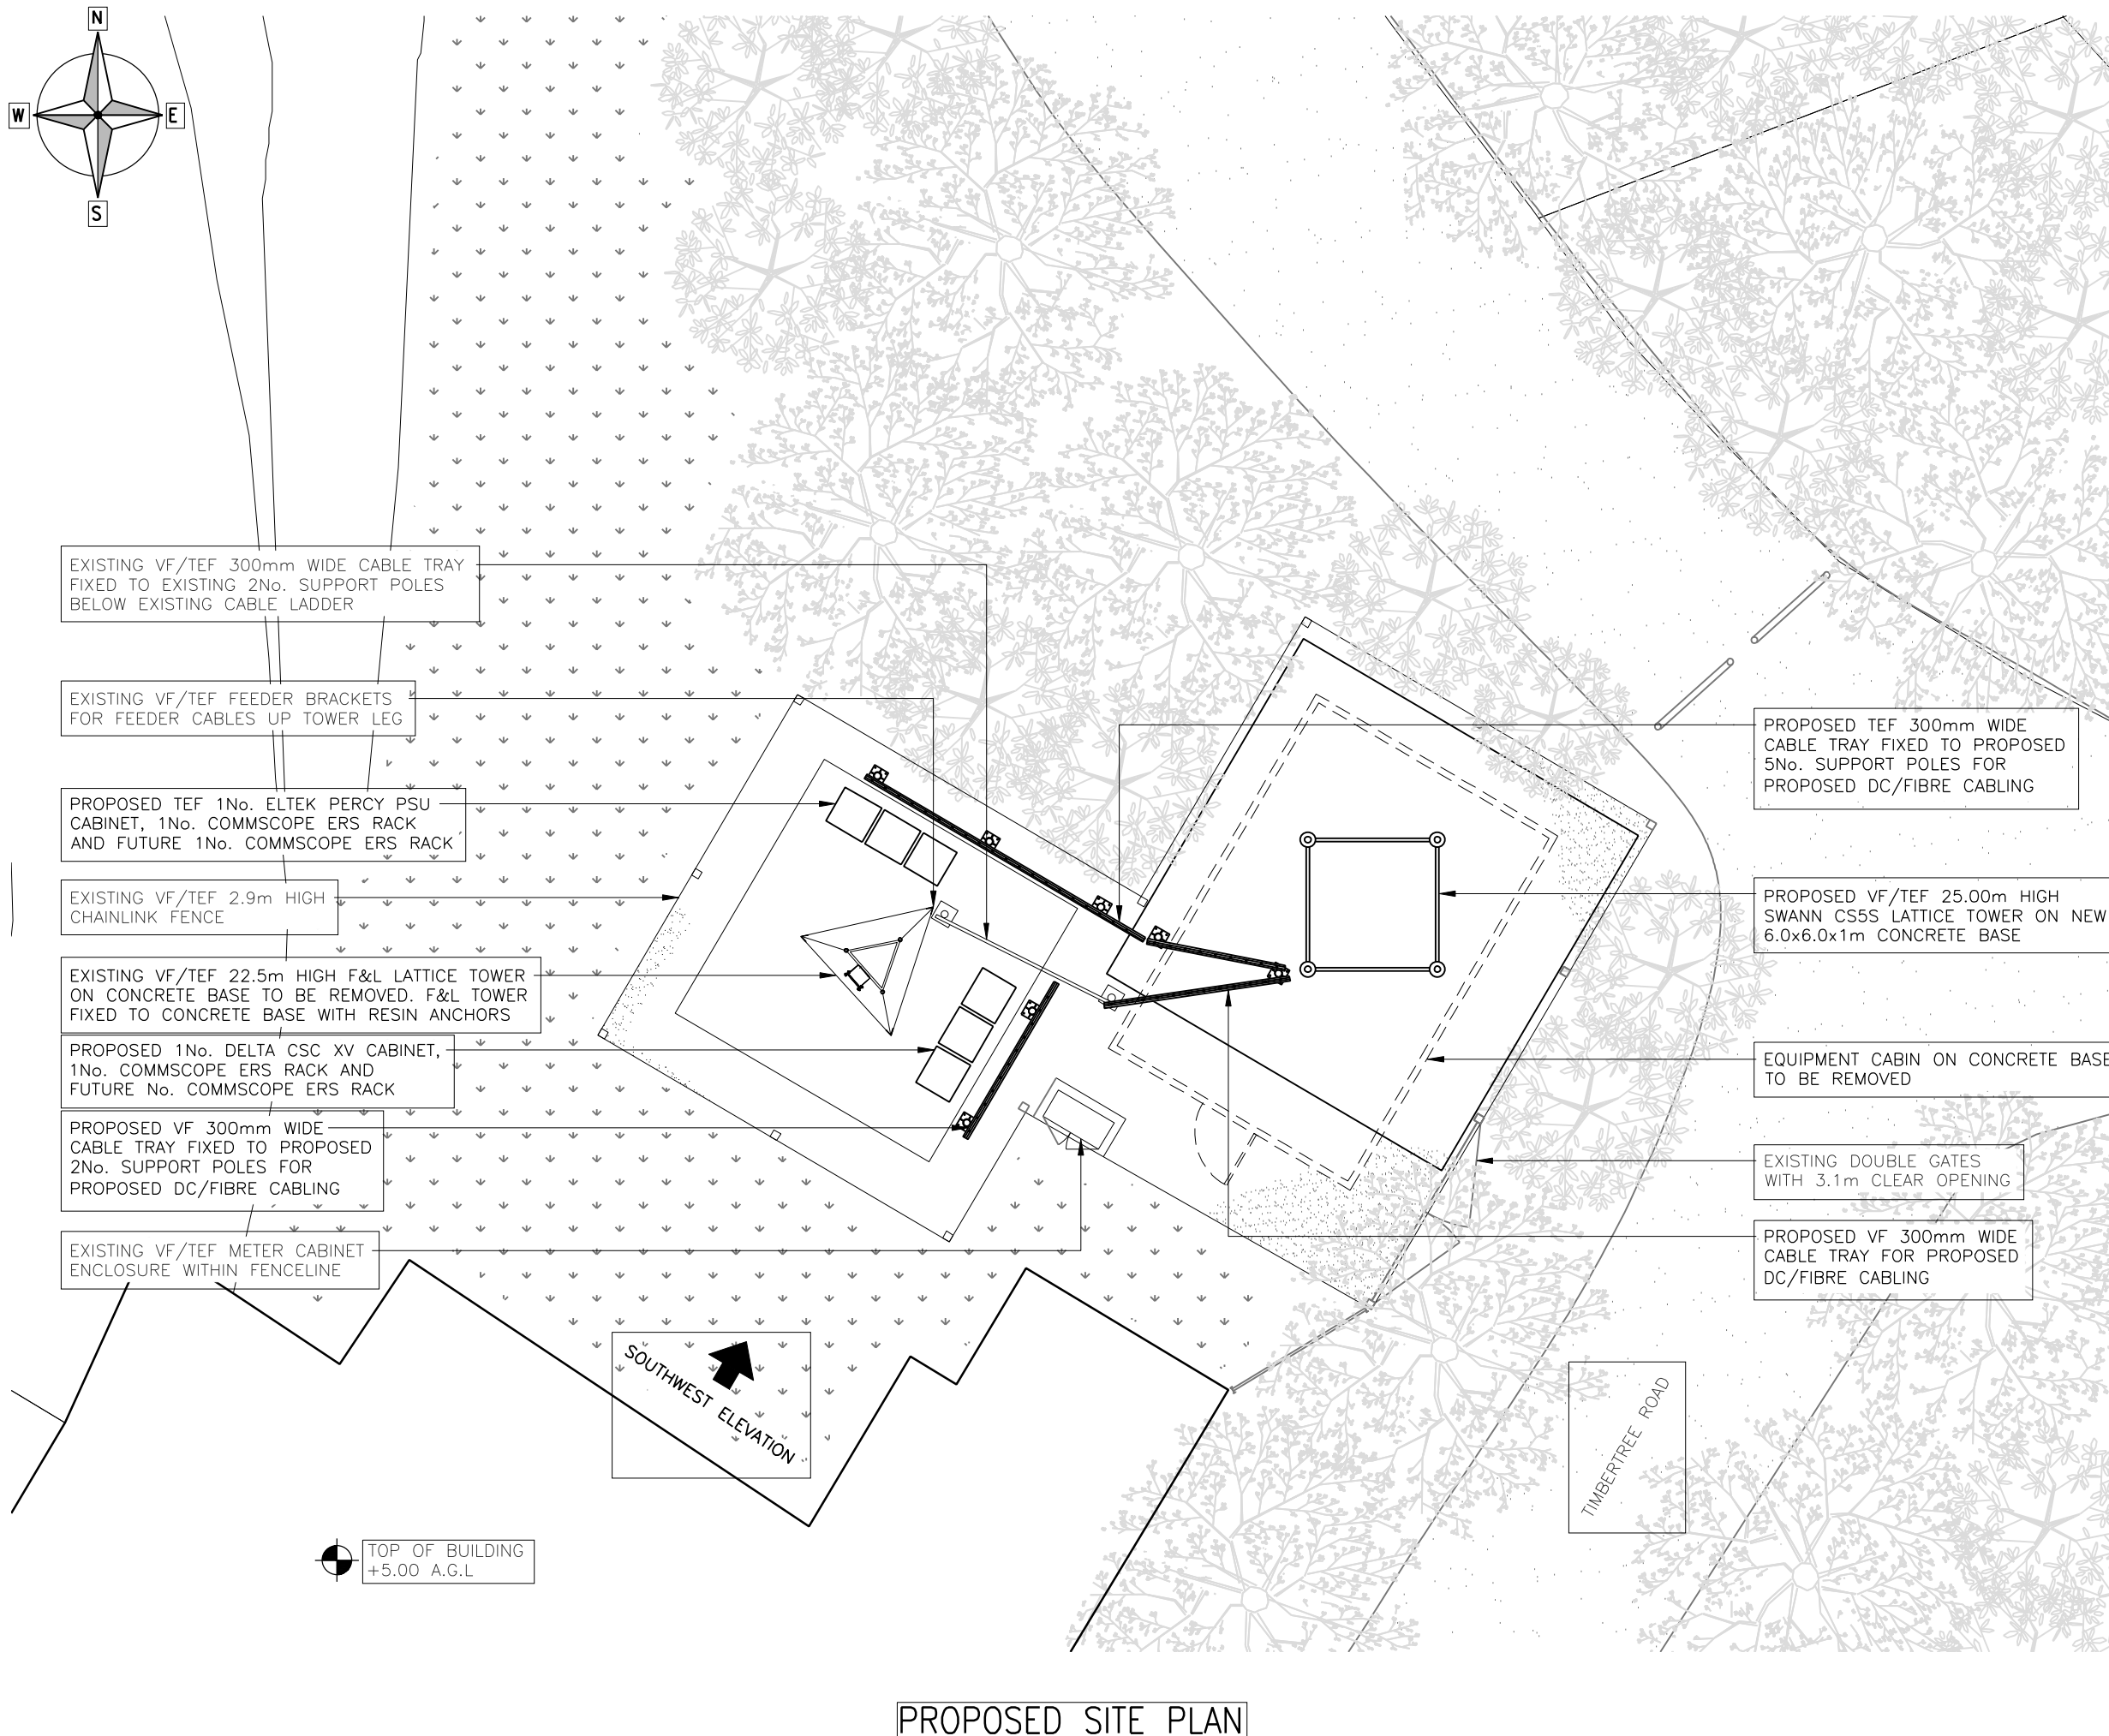 N
W
E
S
EXISTING VF/TEF 300mm WIDE CABLE TRAY
FIXED TO EXISTING 2No. SUPPORT POLES
BELOW EXISTING CABLE LADDER
EXISTING VF/TEF FEEDER BRACKETS
FOR FEEDER CABLES UP TOWER LEG
PROPOSED TEF 1No. ELTEK PERCY PSU
CABINET, 1No. COMMSCOPE ERS RACK
AND FUTURE 1No. COMMSCOPE ERS RACK
EXISTING VF/TEF 2.9m HIGH
CHAINLINK FENCE
EXISTING VF/TEF 22.5m HIGH F&L LATTICE TOWER
ON CONCRETE BASE TO BE REMOVED. F&L TOWER
FIXED TO CONCRETE BASE WITH RESIN ANCHORS
PROPOSED 1No. DELTA CSC XV CABINET,
1No. COMMSCOPE ERS RACK AND
FUTURE No. COMMSCOPE ERS RACK
PROPOSED VF 300mm WIDE
CABLE TRAY FIXED TO PROPOSED
2No. SUPPORT POLES FOR
PROPOSED DC/FIBRE CABLING
EXISTING VF/TEF METER CABINET
ENCLOSURE WITHIN FENCELINE
PROPOSED TEF 300mm WIDE
CABLE TRAY FIXED TO PROPOSED
5No. SUPPORT POLES FOR
PROPOSED DC/FIBRE CABLING
PROPOSED VF/TEF 25.00m HIGH
SWANN CS5S LATTICE TOWER ON NEW
6.0x6.0x1m CONCRETE BASE
EQUIPMENT CABIN ON CONCRETE BASE
TO BE REMOVED
EXISTING DOUBLE GATES
WITH 3.1m CLEAR OPENING
PROPOSED VF 300mm WIDE
CABLE TRAY FOR PROPOSED
DC/FIBRE CABLING
SOUTHWEST ELEVATION
TIMBERTREE ROAD
TOP OF BUILDING
+5.00 A.G.L
PROPOSED SITE PLAN